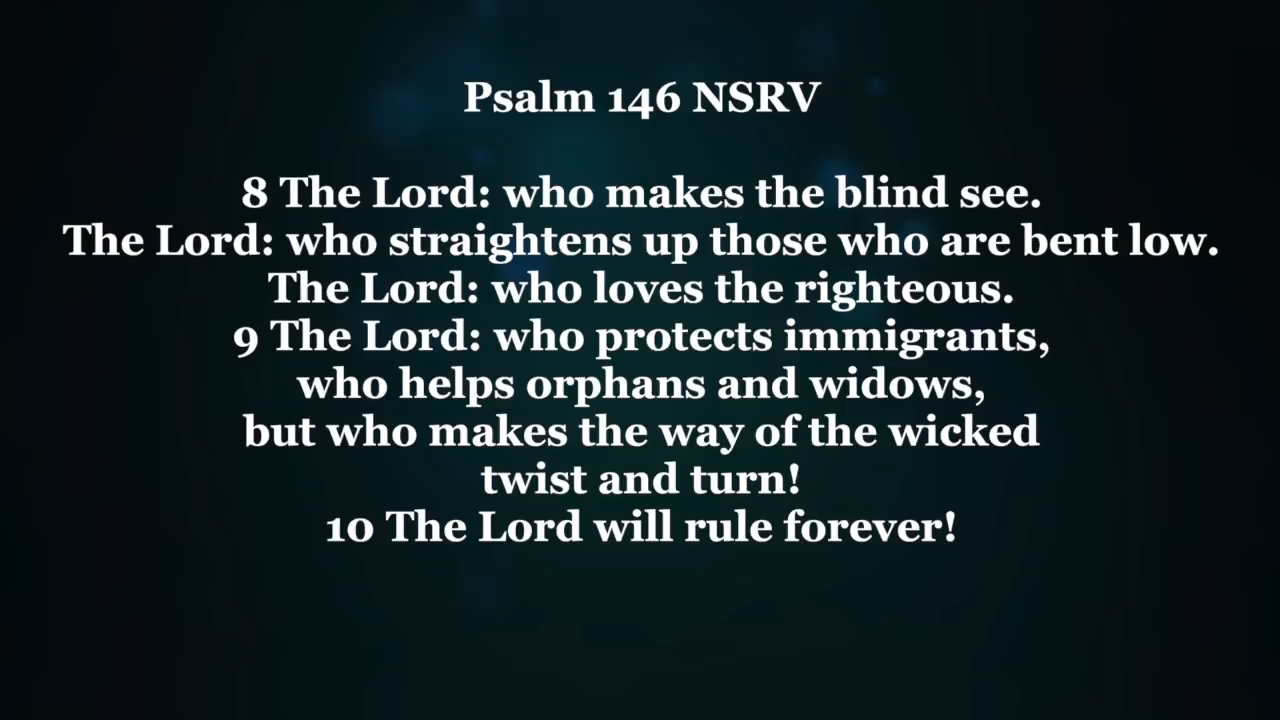 Psalm 146 NSRV
8 The Lord: who makes the blind see.
The Lord: who straightens up those who are bent low.
The Lord: who loves the righteous.
9 The Lord: who protects immigrants,
who helps orphans and widows,
but who makes the way of the wicked
twist and turn!
10 The Lord will rule forever!